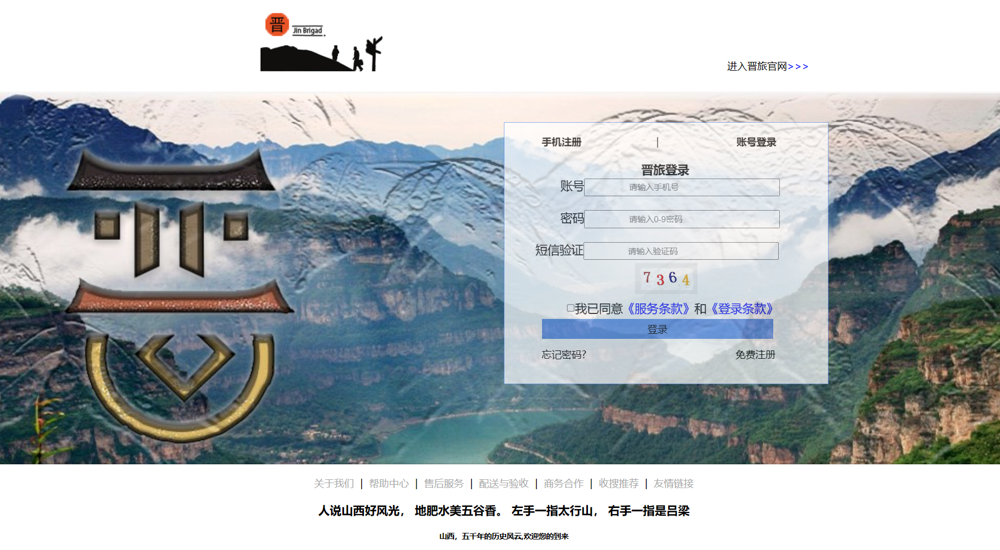 晋
Jin Brigad
进入晋旅官网>>>
手机注册 | 账号登录
晋旅登录
账号 请输入手机号
密码 请输入0-9密码
短信验证 请输入验证码
7364
我已同意《服务条款》和《登录条款》
登录
忘记密码? 免费注册
关于我们 | 帮助中心 | 售后服务 | 配送与验收 | 商务合作 | 收搜推荐 | 友情链接
人说山西好风光， 地肥水美五谷香。 左手一指太行山， 右手一指是吕梁
山西，五千年的历史风云,欢迎您的到来